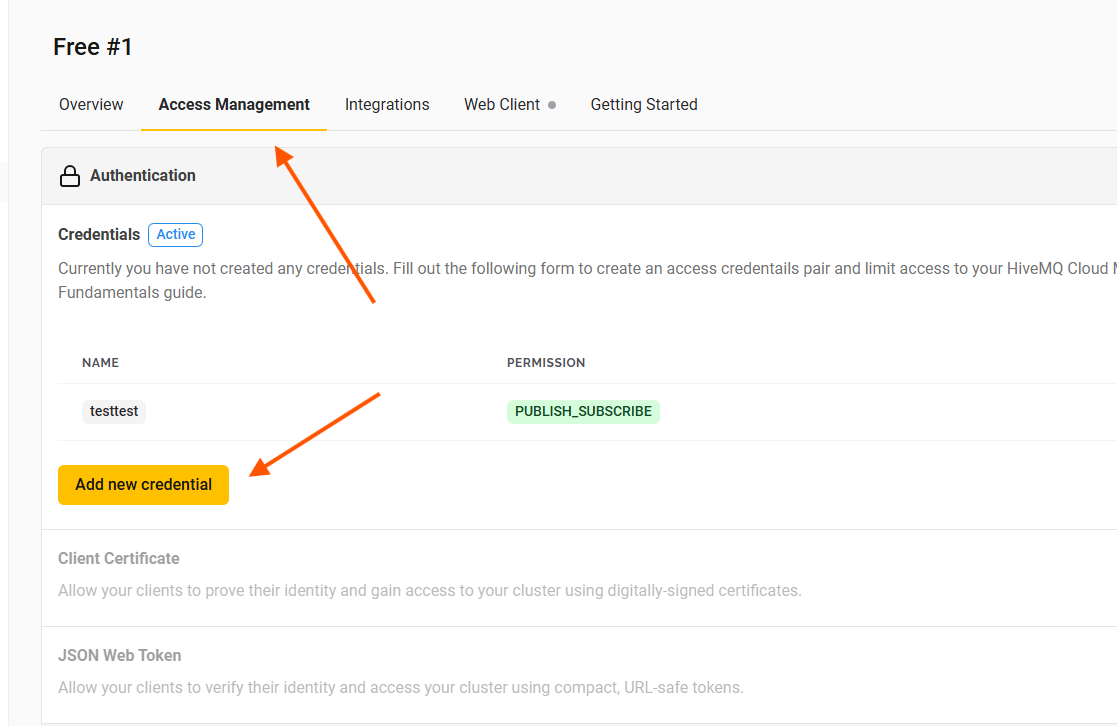 Free #1
Overview Access Management Integrations Web Client Getting Started
Authentication
Credentials Active
Currently you have not created any credentials. Fill out the following form to create an access credentails pair and limit access to your HiveMQ Cloud
Fundamentals guide.
NAME PERMISSION
testtest PUBLISH_SUBSCRIBE
Add new credential
Client Certificate
Allow your clients to prove their identity and gain access to your cluster using digitally-signed certificates.
JSON Web Token
Allow your clients to verify their identity and access your cluster using compact, URL-safe tokens.